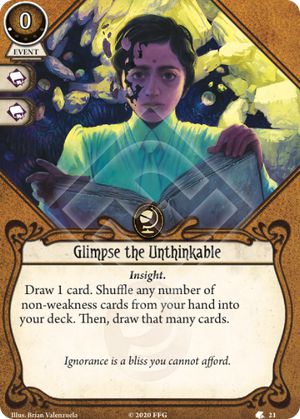 0
EVENT
Glimpse the Unthinkable
Insight.
Draw 1 card. Shuffle any number of
non-weakness cards from your hand into
your deck. Then, draw that many cards.
Ignorance is a bliss you cannot afford.
Illus. Brian Valenzuela
© 2020 FFG
21